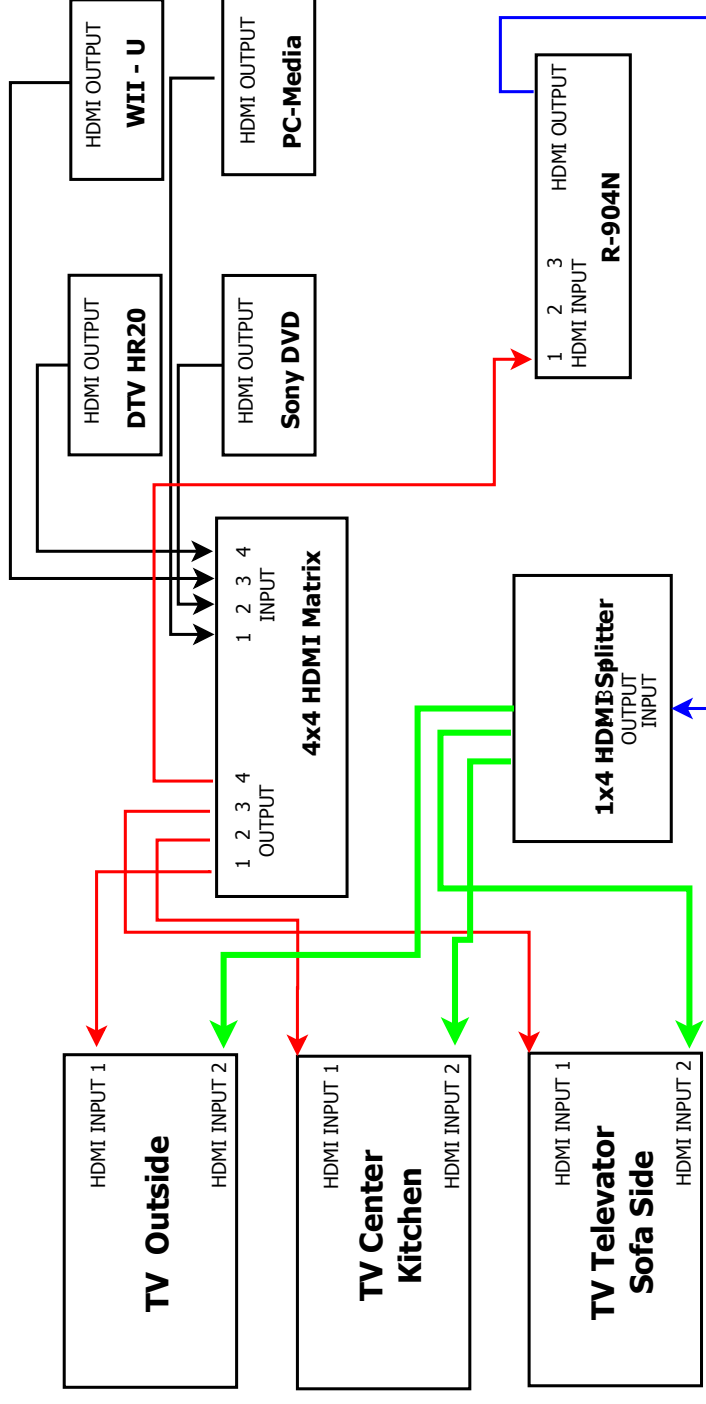 HDMI OUTPUT
WII - U
HDMI OUTPUT
PC-Media
HDMI OUTPUT
DTV HR20
HDMI OUTPUT
Sony DVD
HDMI OUTPUT
1 2 3
HDMI INPUT
R-904N
1 2 3 4
INPUT
1 2 3 4
OUTPUT
4x4 HDMI Matrix
1x4 HDMI Splitter
OUTPUT
INPUT
HDMI INPUT 1
TV Outside
HDMI INPUT 2
HDMI INPUT 1
TV Center
Kitchen
HDMI INPUT 2
HDMI INPUT 1
TV Televator
Sofa Side
HDMI INPUT 2